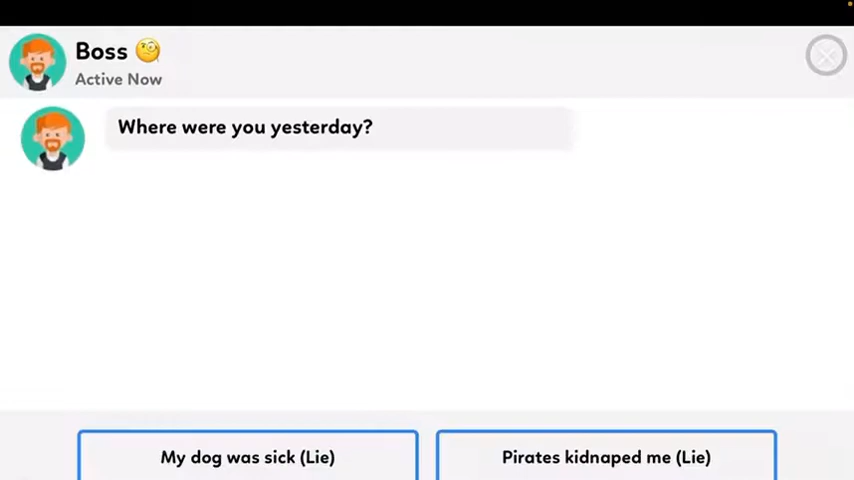 Boss 🧐
Active Now
Where were you yesterday?
My dog was sick (Lie)
Pirates kidnaped me (Lie)